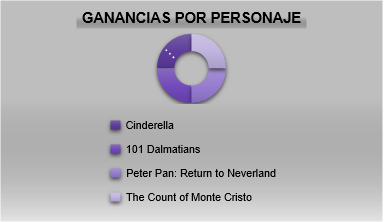 GANANCIAS POR PERSONAJE
Cinderella
101 Dalmatians
Peter Pan: Return to Neverland
The Count of Monte Cristo